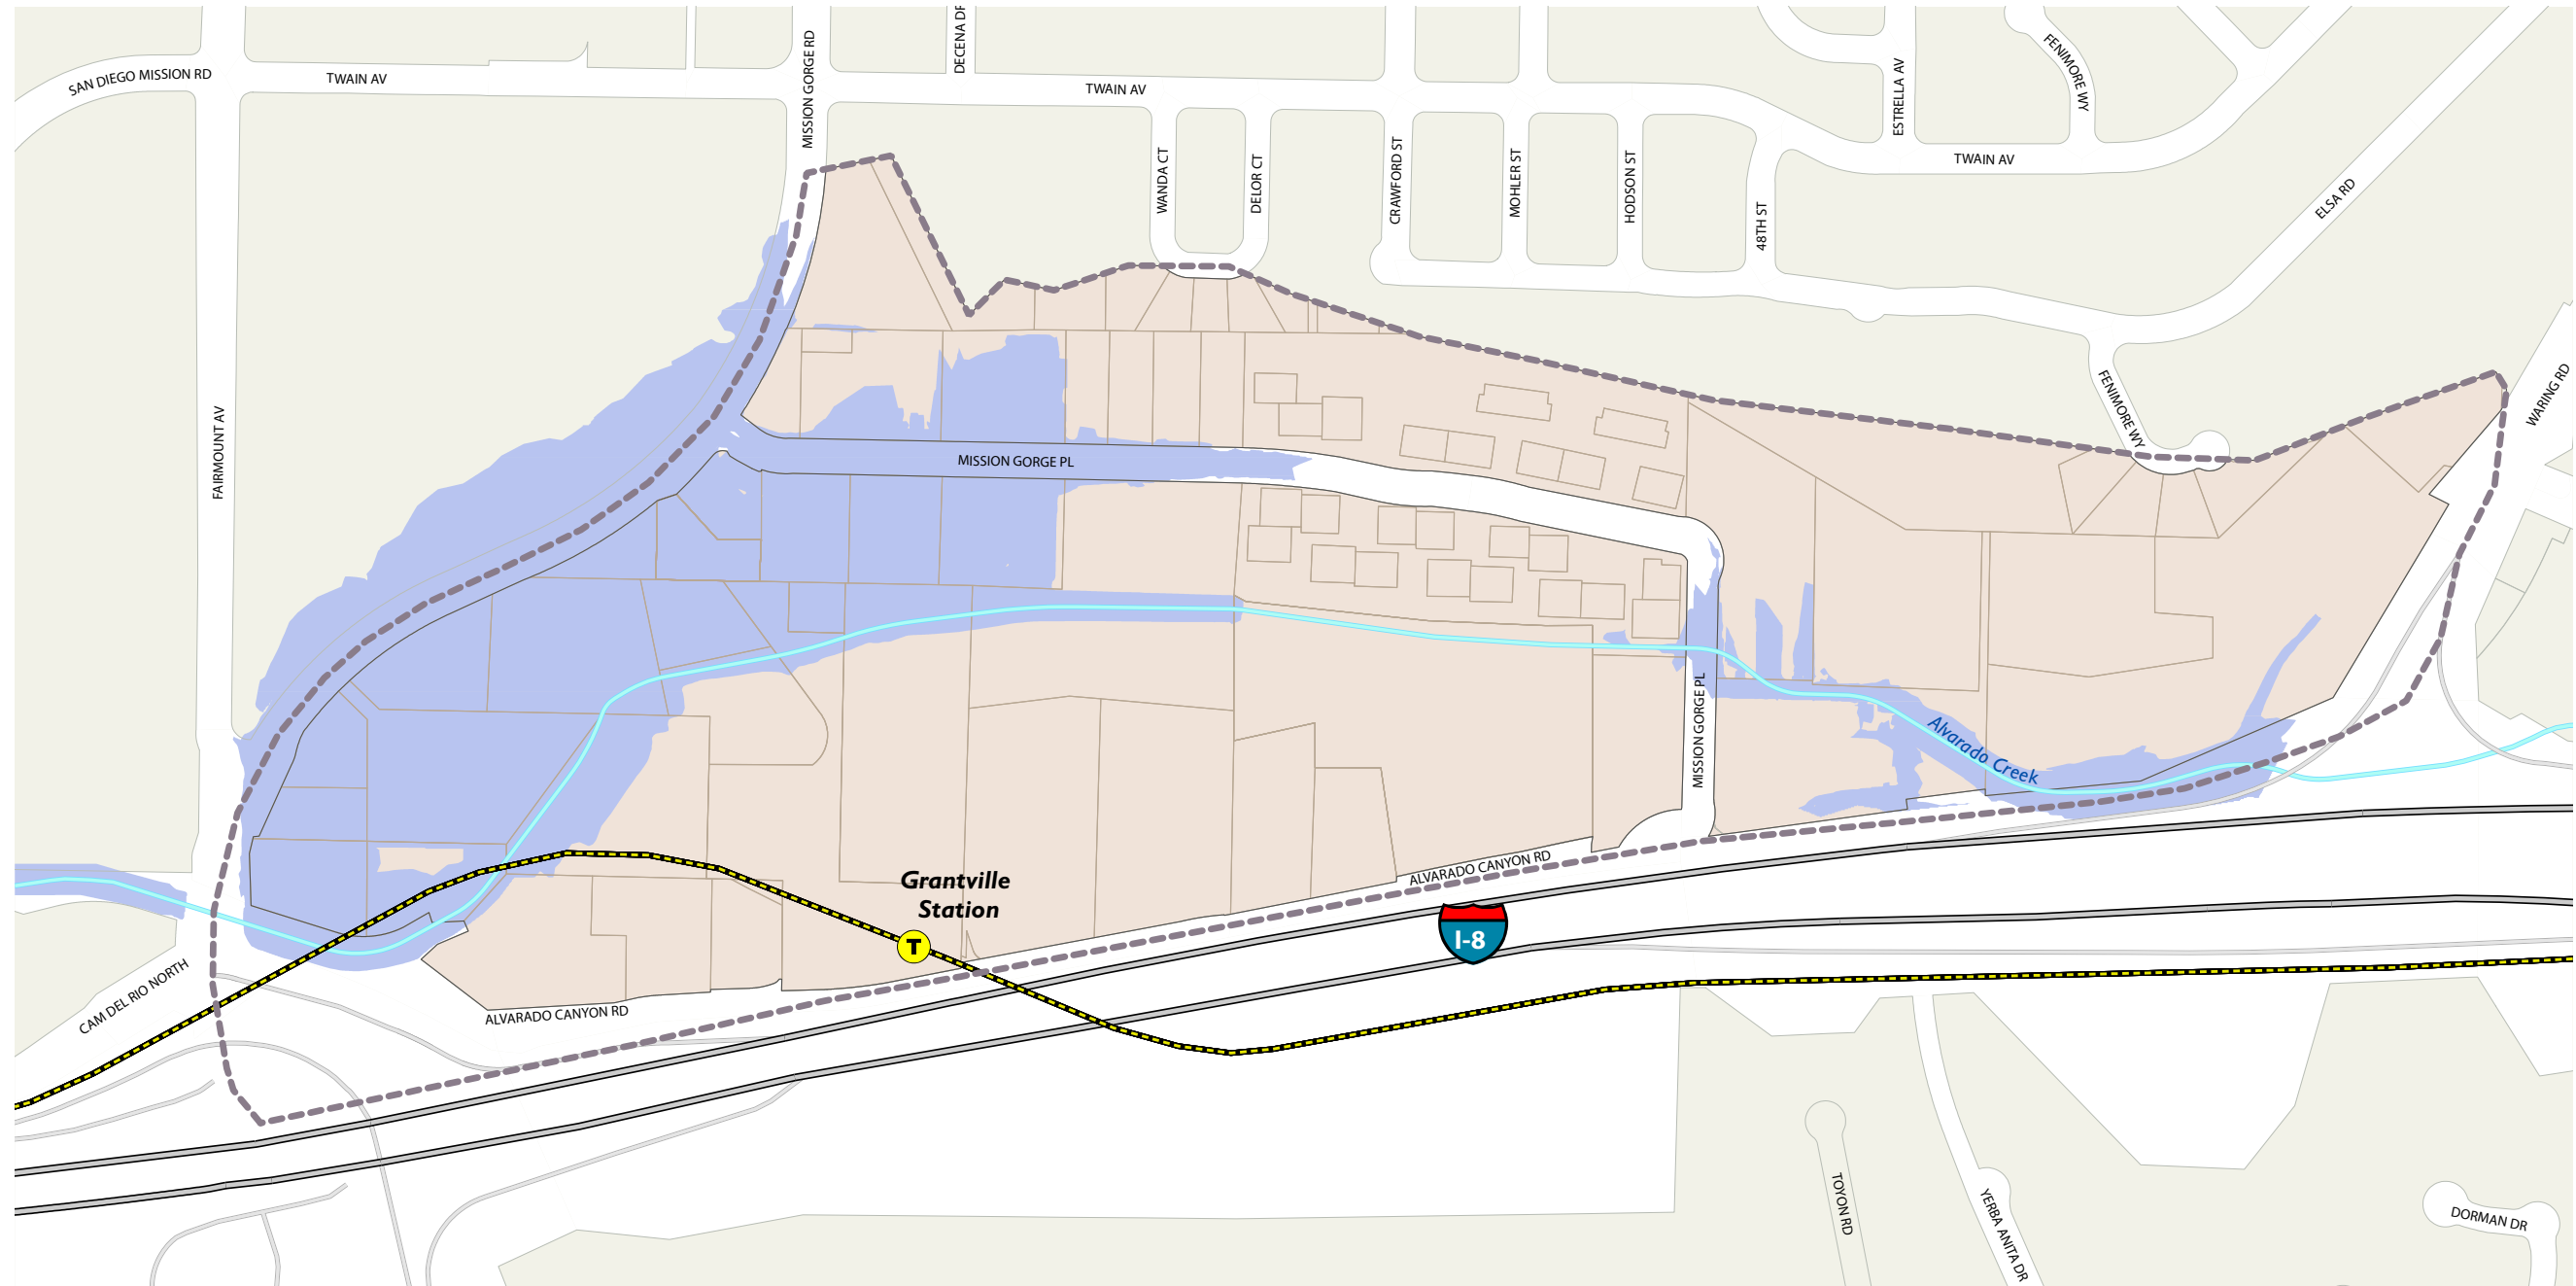 SAN DIEGO MISSION RD
TWAIN AV
MISSION GORGE RD
DECENA DR
TWAIN AV
ESTRELLA AV
FENIMORE WY
TWAIN AV
WANDA CT
DELOR CT
CRAWFORD ST
MOHLER ST
HODSON ST
48TH ST
ELSA RD
FAIRMOUNT AV
MISSION GORGE PL
FENIMORE WY
WARING RD
MISSION GORGE PL
Alvarado Creek
Grantville
Station
T
ALVARADO CANYON RD
I-8
CAM DEL RIO NORTH
ALVARADO CANYON RD
TOYON RD
YERBA ANITA DR
DORMAN DR